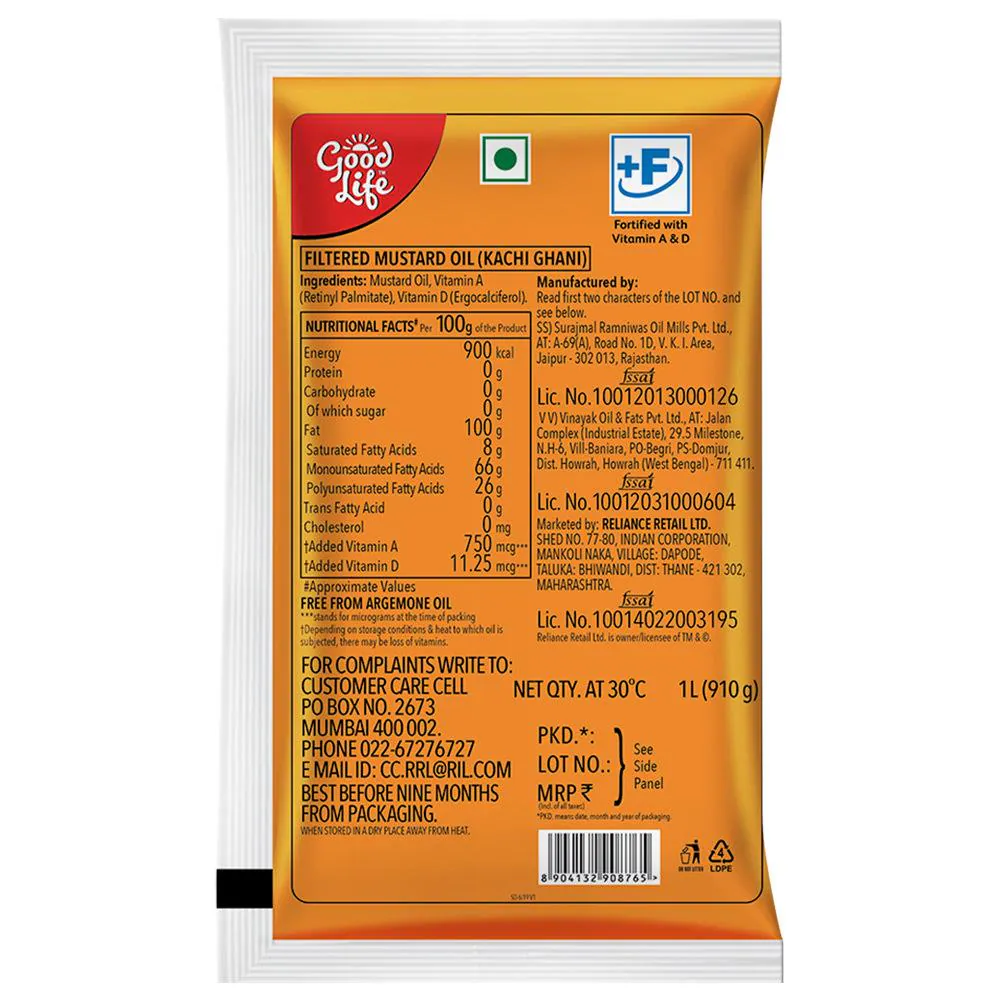 Good
Life™
+F
Fortified with
Vitamin A & D
FILTERED MUSTARD OIL (KACHI GHANI)
Ingredients: Mustard Oil, Vitamin A
(Retinyl Palmitate), Vitamin D (Ergocalciferol).
NUTRITIONAL FACTS# Per 100g of the Product
Energy 900 kcal
Protein 0 g
Carbohydrate 0 g
Of which sugar 0 g
Fat 100 g
Saturated Fatty Acids 8 g
Monounsaturated Fatty Acids 66 g
Polyunsaturated Fatty Acids 26 g
Trans Fatty Acid 0 g
Cholesterol 0 mg
†Added Vitamin A 750 mcg***
†Added Vitamin D 11.25 mcg***
#Approximate Values
FREE FROM ARGEMONE OIL
***stands for micrograms at the time of packing
†Depending on storage conditions & heat to which oil is
subjected, there may be loss of vitamins.
FOR COMPLAINTS WRITE TO:
CUSTOMER CARE CELL
PO BOX NO. 2673
MUMBAI 400 002.
PHONE 022-67276727
E MAIL ID: CC.RRL@RIL.COM
BEST BEFORE NINE MONTHS
FROM PACKAGING.
WHEN STORED IN A DRY PLACE AWAY FROM HEAT.
Manufactured by:
Read first two characters of the LOT NO. and
see below.
SS) Surajmal Ramniwas Oil Mills Pvt. Ltd.,
AT: A-69(A), Road No. 1D, V. K. I. Area,
Jaipur - 302 013, Rajasthan.
fssai
Lic. No.10012013000126
VV) Vinayak Oil & Fats Pvt. Ltd., AT: Jalan
Complex (Industrial Estate), 29.5 Milestone,
N.H-6, Vill-Baniara, PO-Begri, PS-Domjur,
Dist. Howrah, Howrah (West Bengal) - 711 411.
fssai
Lic. No.10012031000604
Marketed by: RELIANCE RETAIL LTD.
SHED NO. 77-80, INDIAN CORPORATION,
MANKOLI NAKA, VILLAGE: DAPODE,
TALUKA: BHIWANDI, DIST: THANE - 421 302,
MAHARASHTRA.
fssai
Lic. No.10014022003195
Reliance Retail Ltd. is owner/licensee of TM & ©.
NET QTY. AT 30°C 1L (910 g)
PKD.*:
LOT NO.:
MRP ₹
(Incl. of all taxes)
See
Side
Panel
*PKD. means date, month and year of packaging.
8 904132 908765 >
DO NOT LITTER
4
LDPE